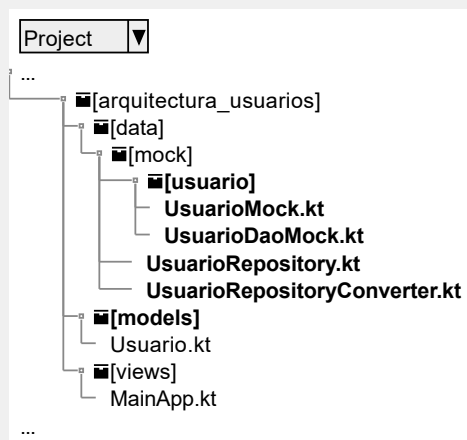 Project
...
[arquitectura_usuarios]
[data]
[mock]
[usuario]
UsuarioMock.kt
UsuarioDaoMock.kt
UsuarioRepository.kt
UsuarioRepositoryConverter.kt
[models]
Usuario.kt
[views]
MainApp.kt
...